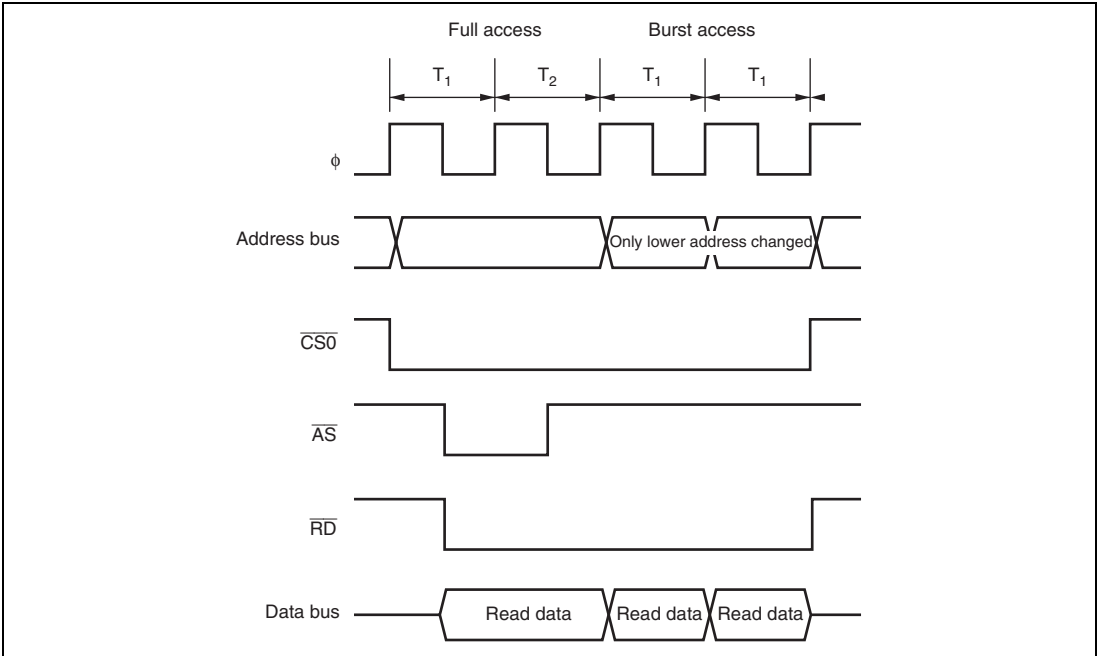 Full access Burst access
T1 T2 T1 T1
ϕ
Address bus Only lower address changed
CS0
AS
RD
Data bus Read data Read data Read data